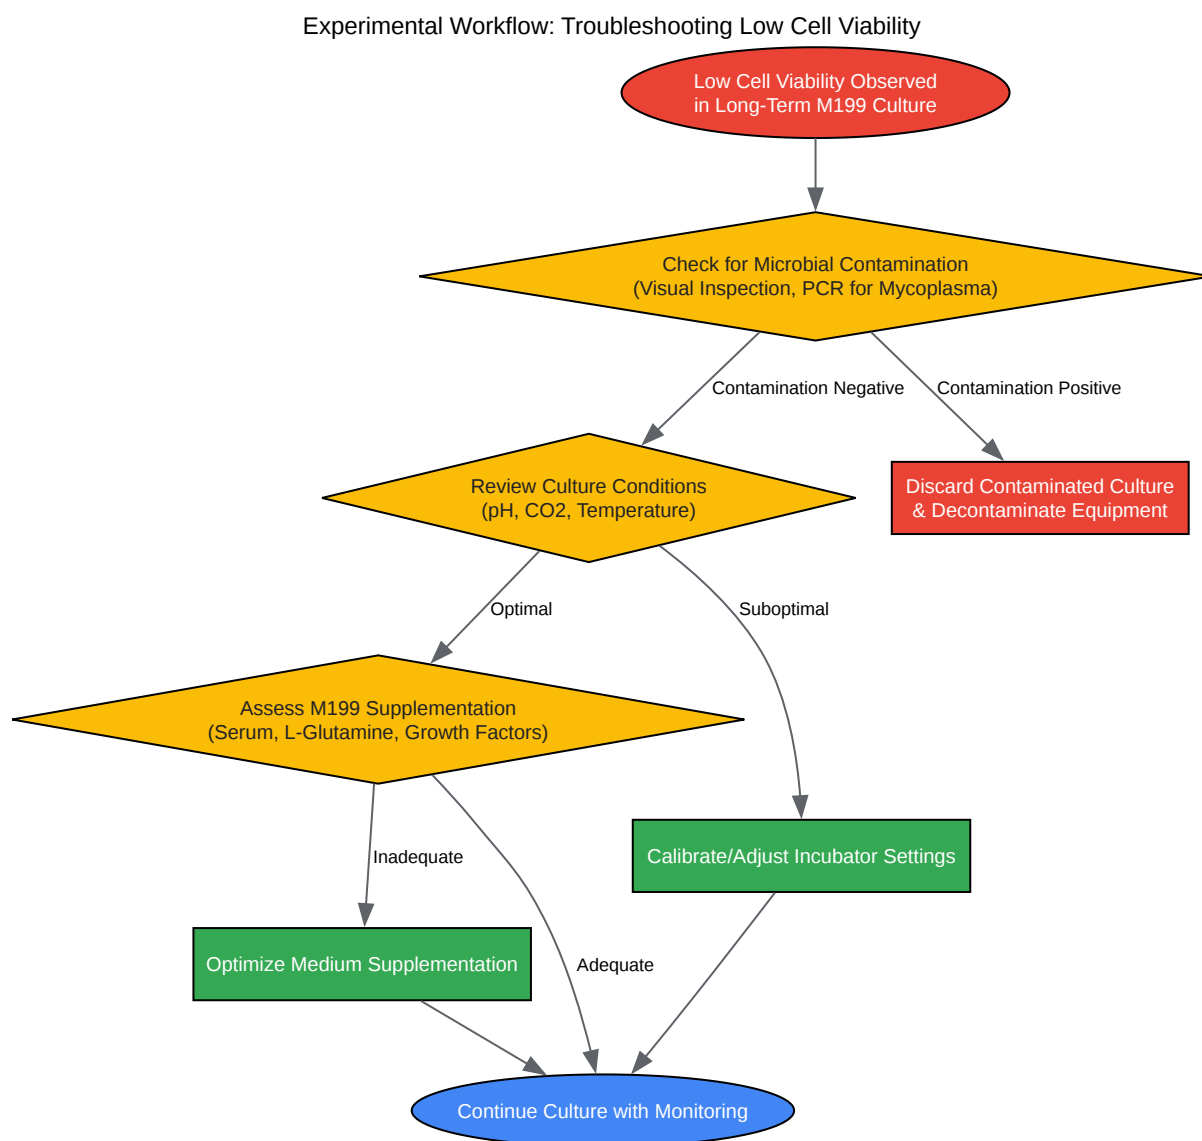 Experimental Workflow: Troubleshooting Low Cell Viability
Low Cell Viability Observed
in Long-Term M199 Culture
Check for Microbial Contamination
(Visual Inspection, PCR for Mycoplasma)
Contamination Negative
Contamination Positive
Review Culture Conditions
(pH, CO2, Temperature)
Discard Contaminated Culture
& Decontaminate Equipment
Optimal
Suboptimal
Assess M199 Supplementation
(Serum, L-Glutamine, Growth Factors)
Inadequate
Calibrate/Adjust Incubator Settings
Optimize Medium Supplementation
Adequate
Continue Culture with Monitoring